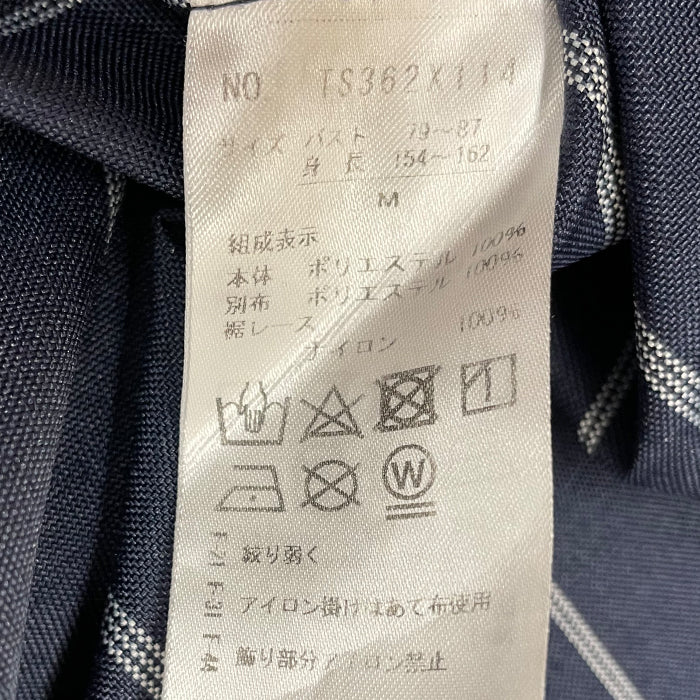 NO TS362X114
サイズ バスト 79～87
身長 154～162
M
組成表示
本体 ポリエステル 100%
別布 ポリエステル 100%
裾レース
ナイロン 100%
W
絞り弱く
アイロン掛けはあて布使用
飾り部分アイロン禁止